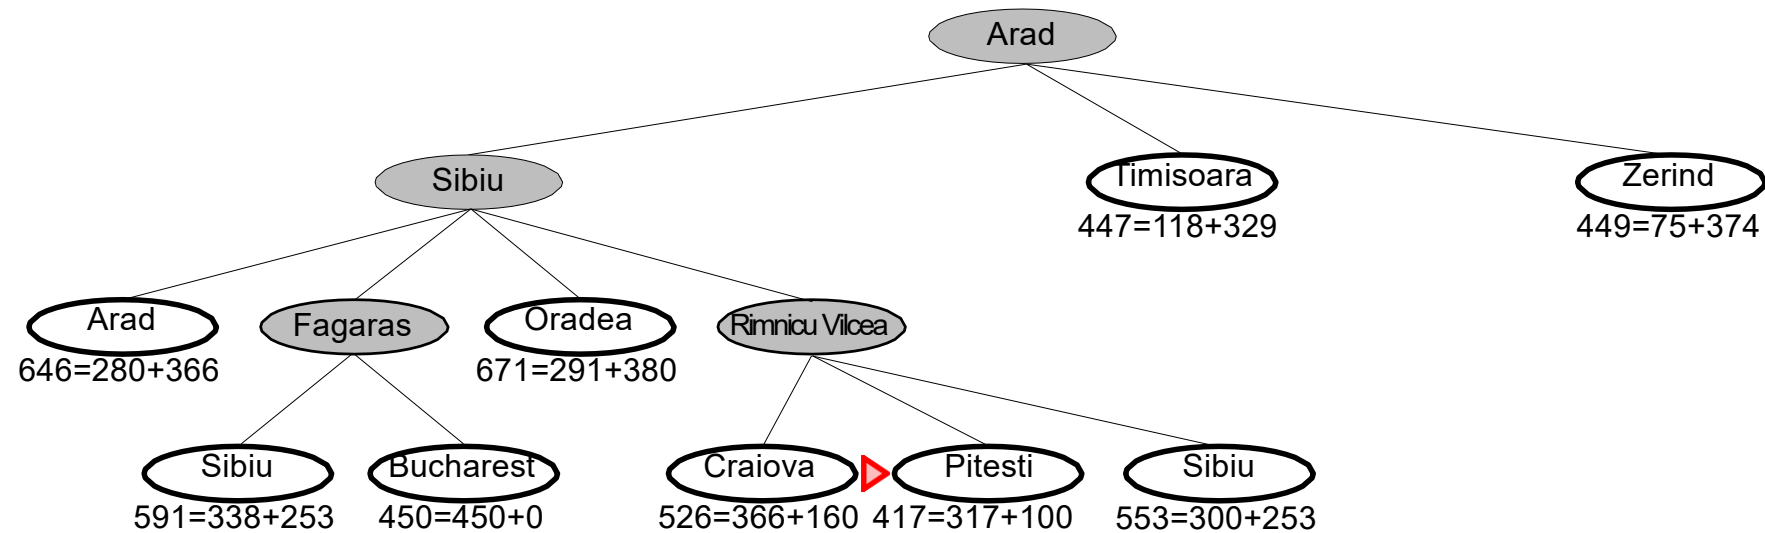 Arad
Sibiu
Timisoara
Zerind
447=118+329
449=75+374
Arad
Fagaras
Oradea
Rimnicu Vilcea
646=280+366
671=291+380
Sibiu
Bucharest
Craiova
Pitesti
Sibiu
591=338+253
450=450+0
526=366+160
417=317+100
553=300+253